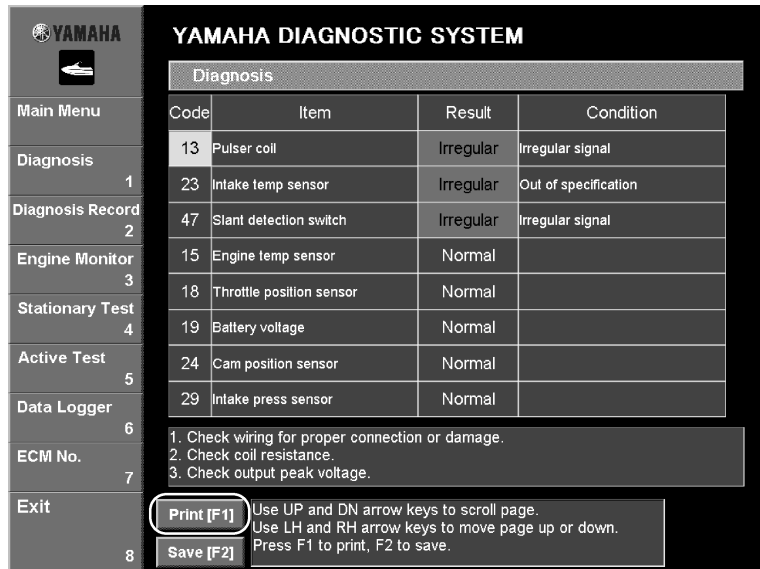 YAMAHA
YAMAHA DIAGNOSTIC SYSTEM
Diagnosis
Main Menu
Diagnosis
1
Diagnosis Record
2
Engine Monitor
3
Stationary Test
4
Active Test
5
Data Logger
6
ECM No.
7
Exit
8
Code Item Result Condition
13 Pulser coil Irregular Irregular signal
23 Intake temp sensor Irregular Out of specification
47 Slant detection switch Irregular Irregular signal
15 Engine temp sensor Normal
18 Throttle position sensor Normal
19 Battery voltage Normal
24 Cam position sensor Normal
29 Intake press sensor Normal
1. Check wiring for proper connection or damage.
2. Check coil resistance.
3. Check output peak voltage.
Print [F1]
Save [F2]
Use UP and DN arrow keys to scroll page.
Use LH and RH arrow keys to move page up or down.
Press F1 to print, F2 to save.